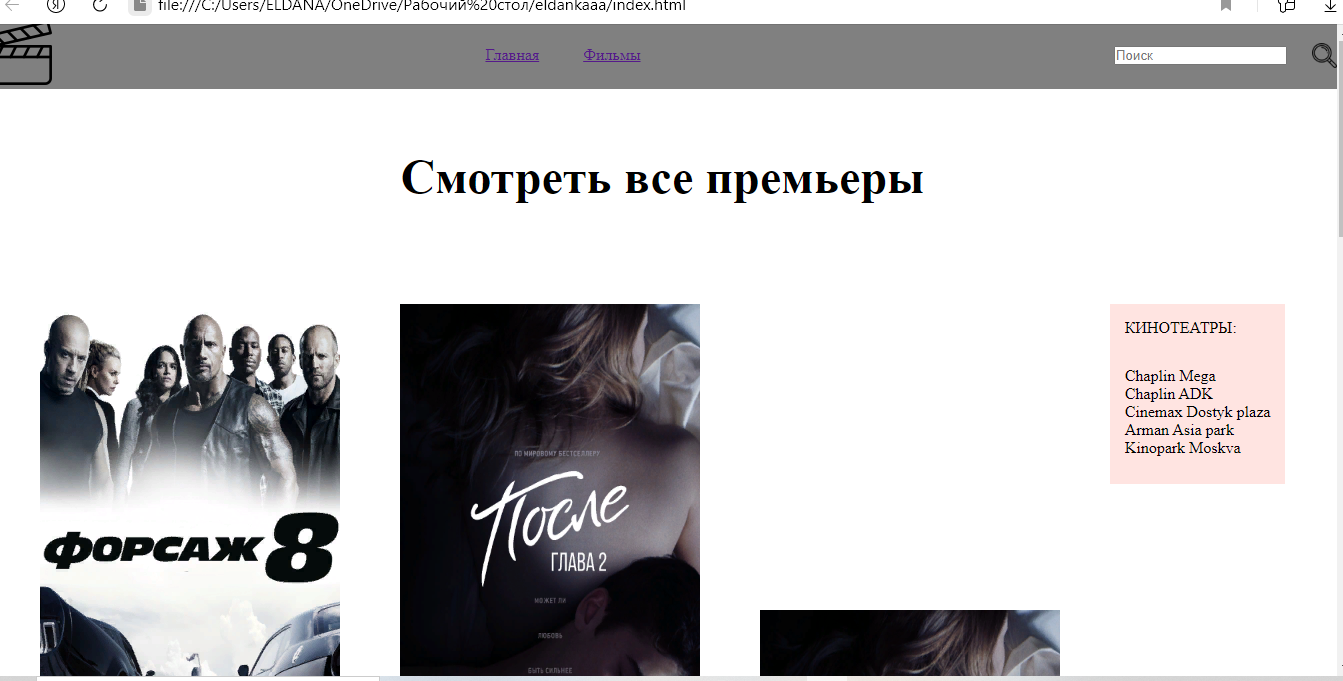 file:///C:/Users/ELDANA/OneDrive/Рабочий%20стол/eldankaaa/index.html
Главная Фильмы Поиск
Смотреть все премьеры
КИНОТЕАТРЫ:
Chaplin Mega
Chaplin ADK
Cinemax Dostyk plaza
Arman Asia park
Kinopark Moskva
ФОРСАЖ 8
ПО МИРОВОМУ БЕСТСЕЛЛЕРУ
После
ГЛАВА 2
МОЖЕТ ЛИ
ЛЮБОВЬ
БЫТЬ СИЛЬНЕЕ